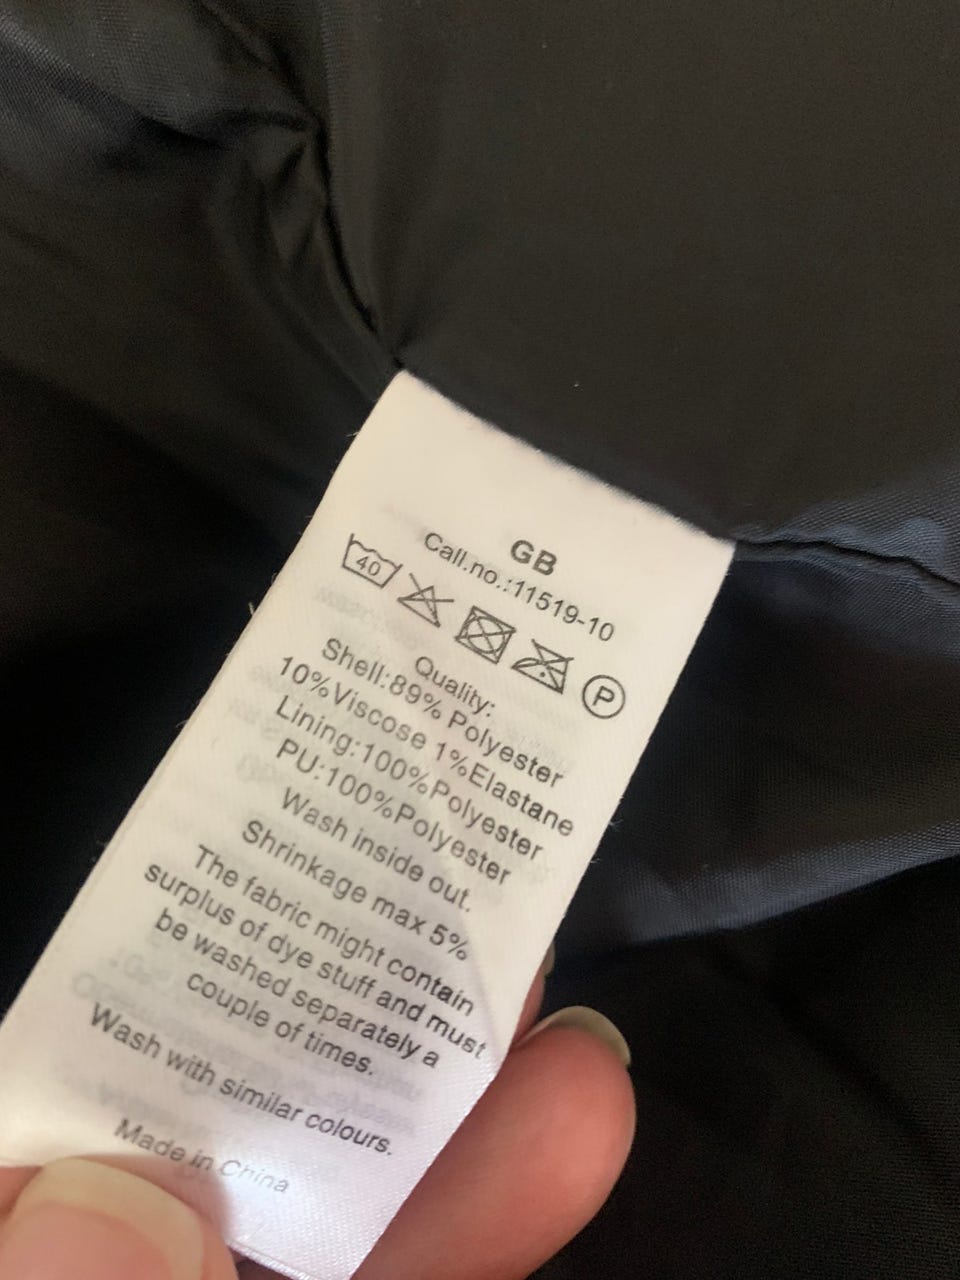 GB
Call.no.:11519-10
40
P
Quality:
Shell:89% Polyester
10%Viscose 1%Elastane
Lining:100%Polyester
PU:100%Polyester
Wash inside out.
Shrinkage max 5%
The fabric might contain
surplus of dye stuff and must
be washed separately a
couple of times.
Wash with similar colours.
Made in China